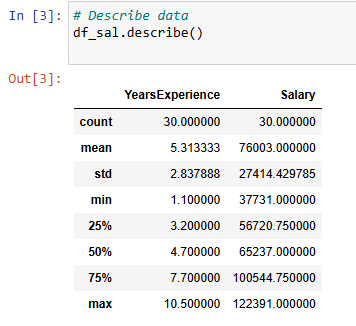 In [3]: # Describe data
df_sal.describe()
Out[3]:
YearsExperience Salary
count 30.000000 30.000000
mean 5.313333 76003.000000
std 2.837888 27414.429785
min 1.100000 37731.000000
25% 3.200000 56720.750000
50% 4.700000 65237.000000
75% 7.700000 100544.750000
max 10.500000 122391.000000